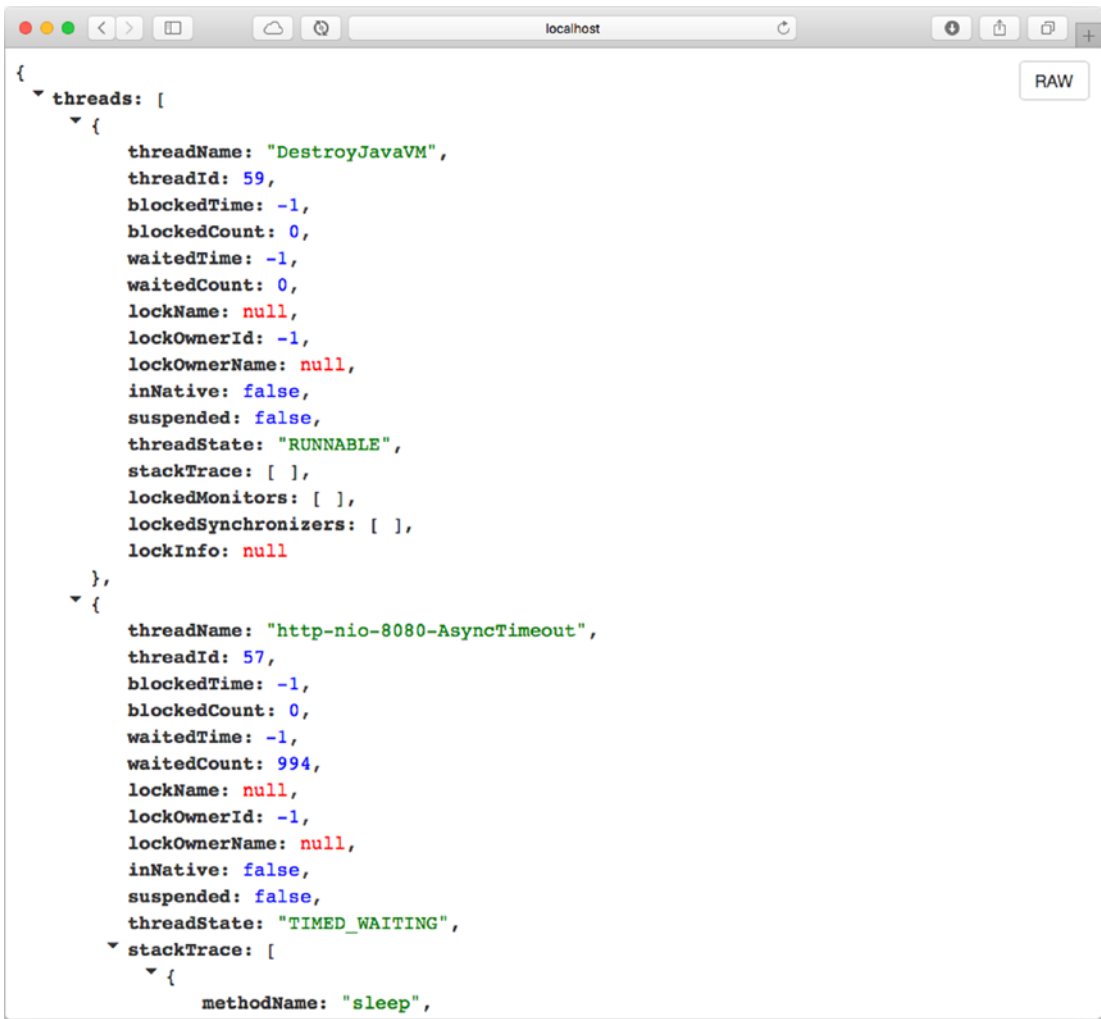 localhost
RAW
{
threads: [
{
threadName: "DestroyJavaVM",
threadId: 59,
blockedTime: -1,
blockedCount: 0,
waitedTime: -1,
waitedCount: 0,
lockName: null,
lockOwnerId: -1,
lockOwnerName: null,
inNative: false,
suspended: false,
threadState: "RUNNABLE",
stackTrace: [ ],
lockedMonitors: [ ],
lockedSynchronizers: [ ],
lockInfo: null
},
{
threadName: "http-nio-8080-AsyncTimeout",
threadId: 57,
blockedTime: -1,
blockedCount: 0,
waitedTime: -1,
waitedCount: 994,
lockName: null,
lockOwnerId: -1,
lockOwnerName: null,
inNative: false,
suspended: false,
threadState: "TIMED_WAITING",
stackTrace: [
{
methodName: "sleep",